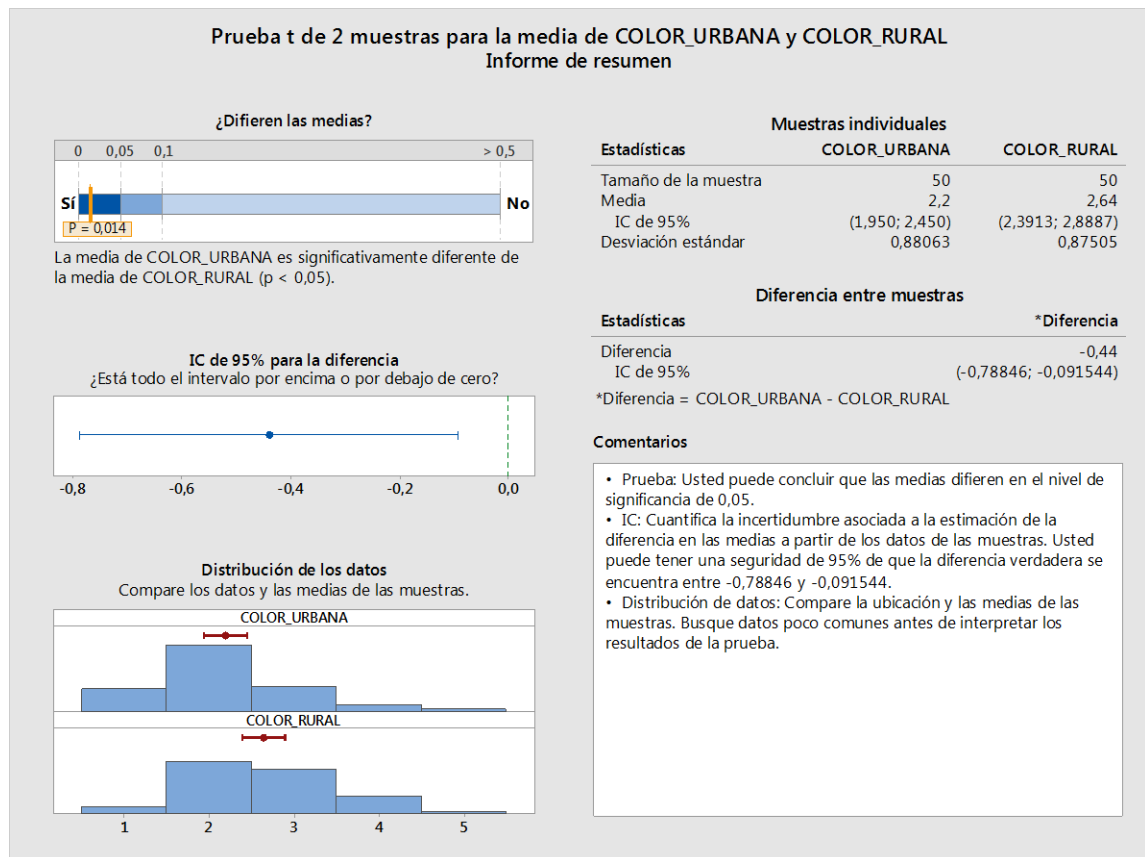 Prueba t de 2 muestras para la media de COLOR_URBANA y COLOR_RURAL
Informe de resumen
¿Difieren las medias?
0 0,05 0,1 > 0,5
Sí No
P = 0,014
La media de COLOR_URBANA es significativamente diferente de
la media de COLOR_RURAL (p < 0,05).
IC de 95% para la diferencia
¿Está todo el intervalo por encima o por debajo de cero?
-0,8 -0,6 -0,4 -0,2 0,0
Distribución de los datos
Compare los datos y las medias de las muestras.
COLOR_URBANA
COLOR_RURAL
1 2 3 4 5
Muestras individuales
Estadísticas COLOR_URBANA COLOR_RURAL
Tamaño de la muestra 50 50
Media 2,2 2,64
IC de 95% (1,950; 2,450) (2,3913; 2,8887)
Desviación estándar 0,88063 0,87505
Diferencia entre muestras
Estadísticas *Diferencia
Diferencia -0,44
IC de 95% (-0,78846; -0,091544)
*Diferencia = COLOR_URBANA - COLOR_RURAL
Comentarios
• Prueba: Usted puede concluir que las medias difieren en el nivel de
significancia de 0,05.
• IC: Cuantifica la incertidumbre asociada a la estimación de la
diferencia en las medias a partir de los datos de las muestras. Usted
puede tener una seguridad de 95% de que la diferencia verdadera se
encuentra entre -0,78846 y -0,091544.
• Distribución de datos: Compare la ubicación y las medias de las
muestras. Busque datos poco comunes antes de interpretar los
resultados de la prueba.